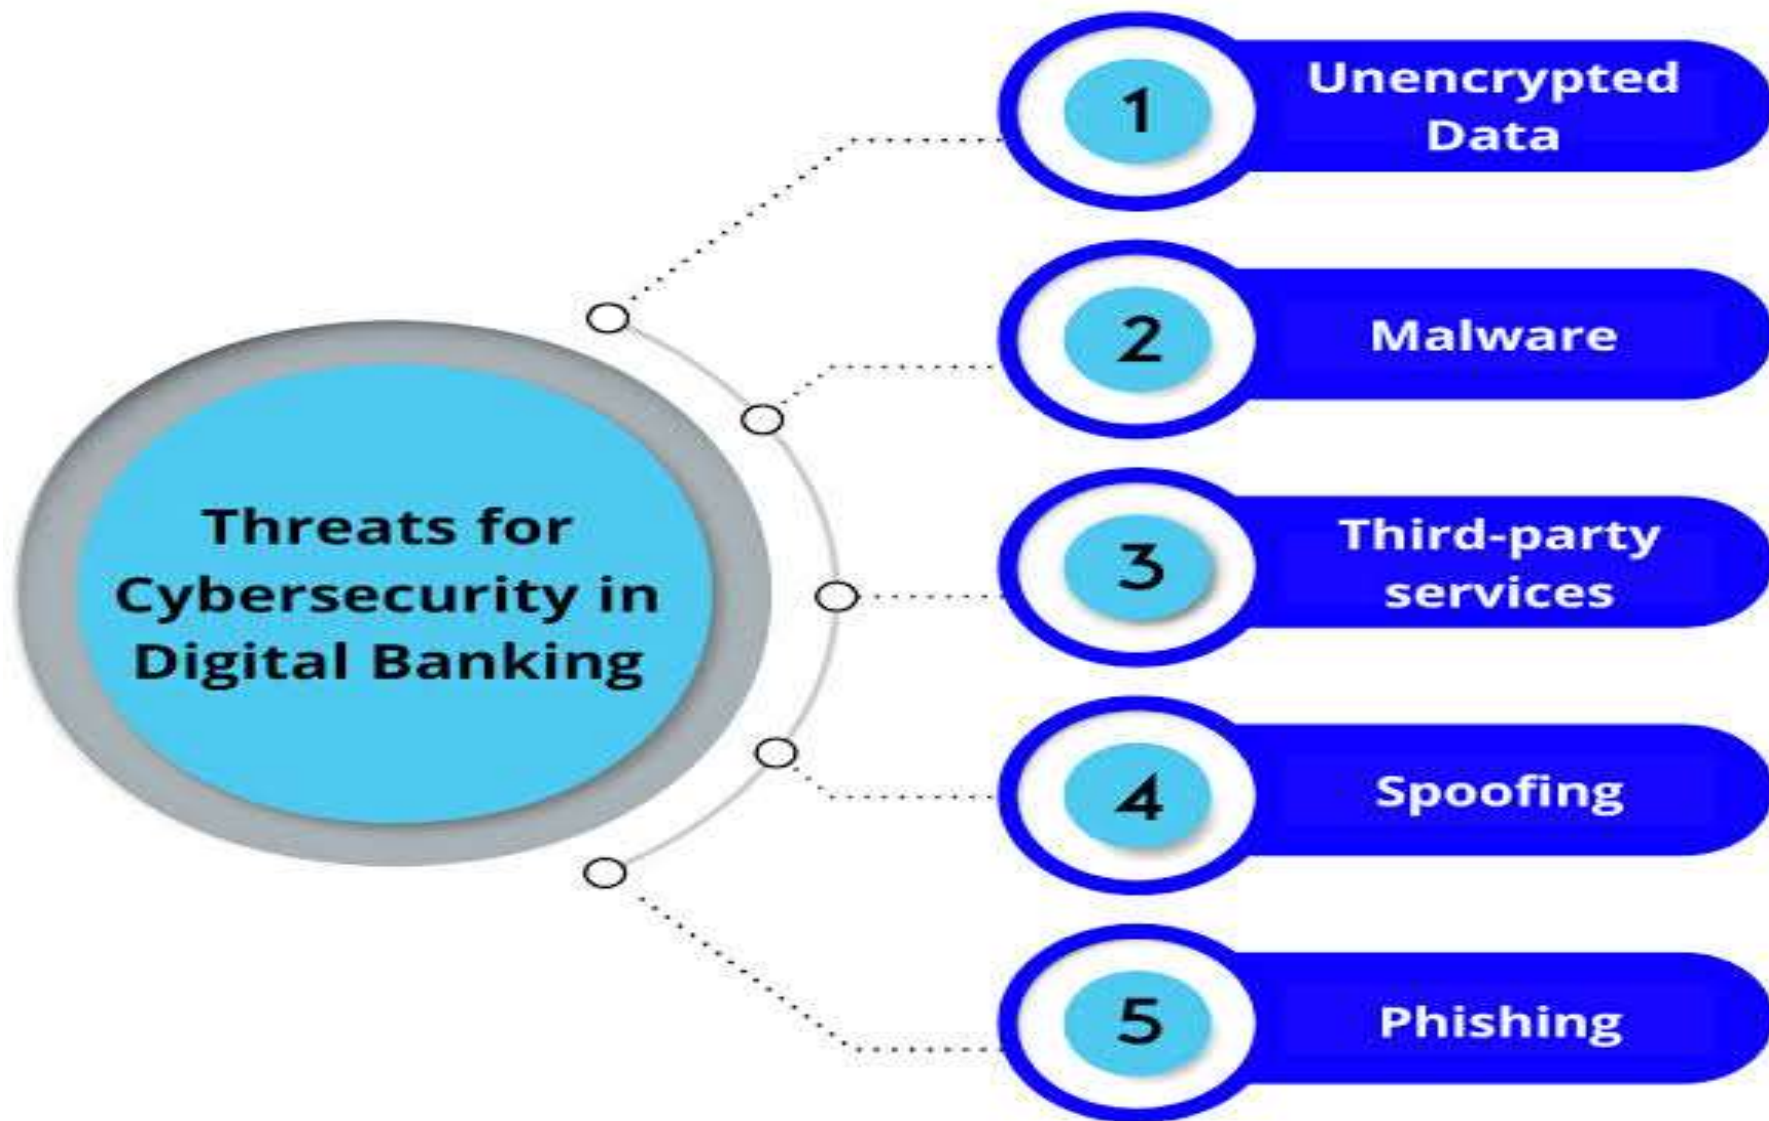 Threats for
Cybersecurity in
Digital Banking
1
Unencrypted
Data
2
Malware
3
Third-party
services
4
Spoofing
5
Phishing